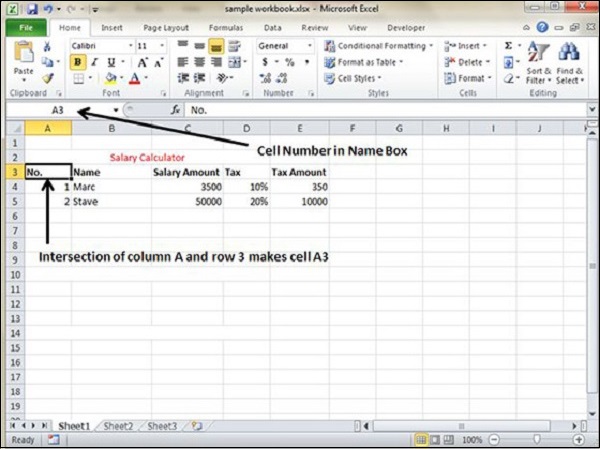 sample workbook.xlsx - Microsoft Excel
File Home Insert Page Layout Formulas Data View Developer
Calibri 11 General Conditional Formatting Insert Σ
Paste B I U A A $ % , Format as Table Delete Sort & Filter Find & Select
A Cell Styles Format
Clipboard Font Alignment Number Styles Cells Editing
A3 fx No.
A B C D E F G H I J
1
Cell Number in Name Box
2 Salary Calculator
3 No. Name Salary Amount Tax Tax Amount
4 1 Marc 3500 10% 350
5 2 Stave 50000 20% 10000
6
7
8
9 Intersection of column A and row 3 makes cell A3
10
11
12
13
14
15
16
17
18
19
Sheet1 Sheet2 Sheet3
Ready 100%